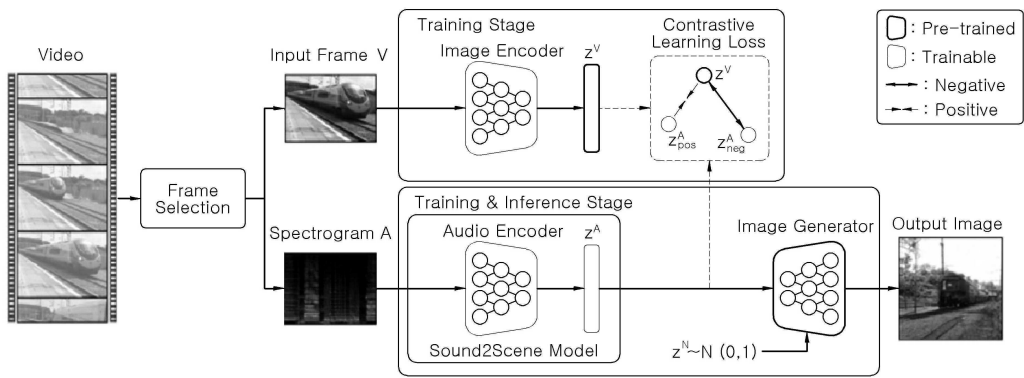 Video
Frame
Selection
Input Frame V
Spectrogram A
Training Stage
Image Encoder
z^V
Contrastive
Learning Loss
z^V
z^A_pos
z^A_neg
Training & Inference Stage
Audio Encoder
z^A
Sound2Scene Model
Image Generator
z^N~N (0,1)
Output Image
: Pre-trained
: Trainable
: Negative
: Positive